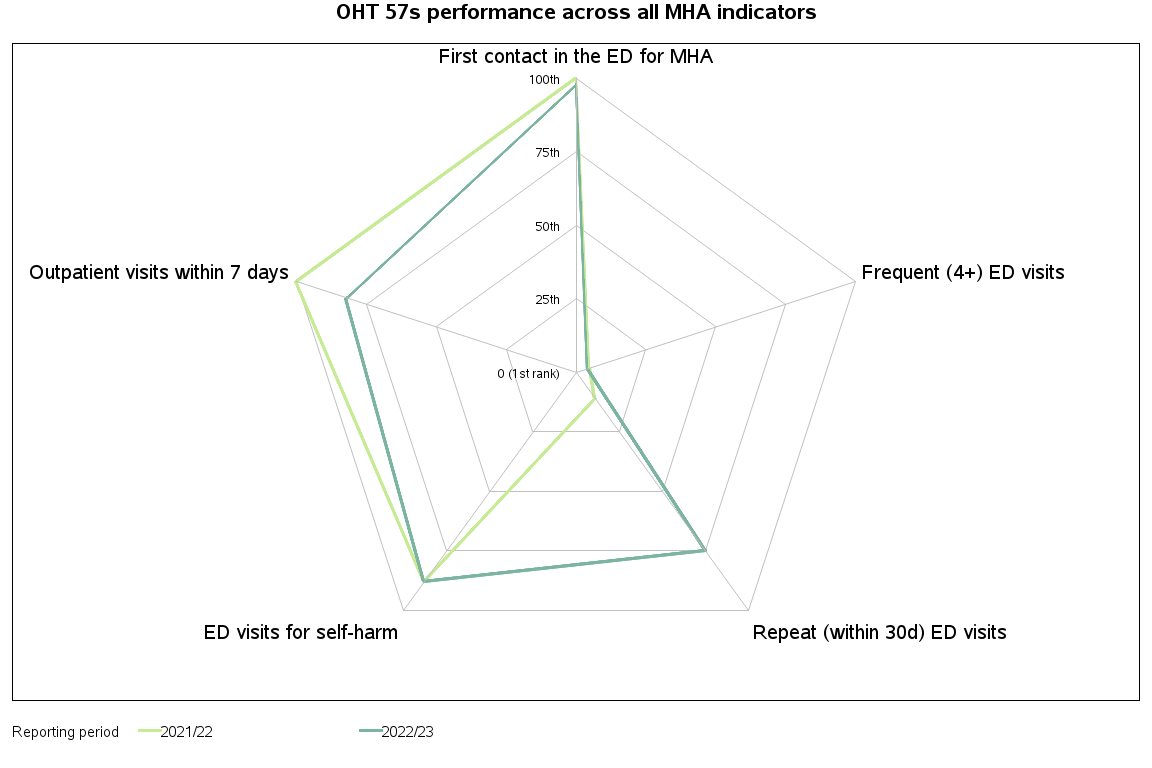 OHT 57s performance across all MHA indicators
First contact in the ED for MHA
100th
75th
50th
25th
0 (1st rank)
Outpatient visits within 7 days
Frequent (4+) ED visits
ED visits for self-harm
Repeat (within 30d) ED visits
Reporting period 2021/22 2022/23